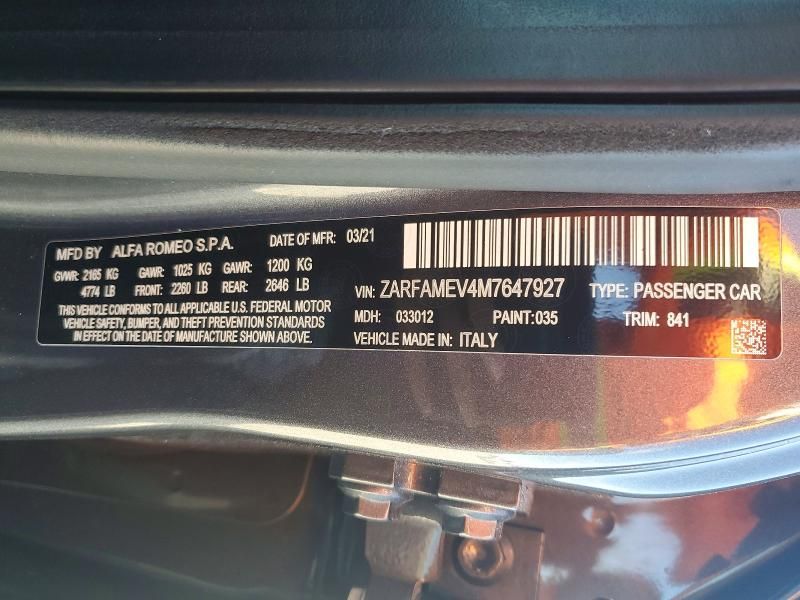 MFD BY ALFA ROMEO S.P.A. DATE OF MFR: 03/21
GVWR: 2165 KG GAWR: 1025 KG GAWR: 1200 KG
4774 LB FRONT: 2260 LB REAR: 2646 LB
THIS VEHICLE CONFORMS TO ALL APPLICABLE U.S. FEDERAL MOTOR
VEHICLE SAFETY, BUMPER, AND THEFT PREVENTION STANDARDS
IN EFFECT ON THE DATE OF MANUFACTURE SHOWN ABOVE.
VIN: ZARFAMEV4M7647927 TYPE: PASSENGER CAR
MDH: 033012 PAINT: 035 TRIM: 841
VEHICLE MADE IN: ITALY